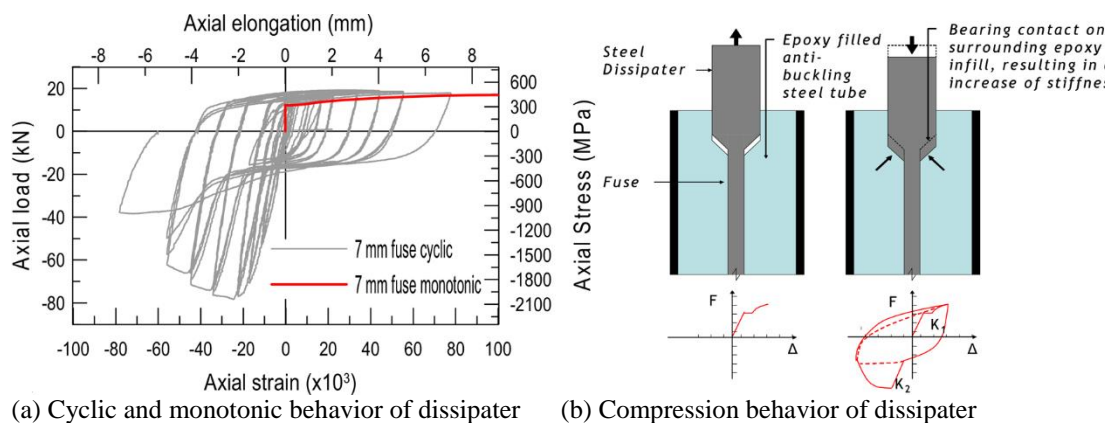 Axial elongation (mm)
-8 -6 -4 -2 0 2 4 6 8
Axial load (kN)
20
0
-20
-40
-60
-80
600
300
0
-300
-600
-900
-1200
-1500
-1800
-2100
Axial Stress (MPa)
7 mm fuse cyclic
7 mm fuse monotonic
-100 -80 -60 -40 -20 0 20 40 60 80 100
Axial strain (x10³)
(a) Cyclic and monotonic behavior of dissipater
Steel
Dissipater
Epoxy filled
anti-
buckling
steel tube
Bearing contact on
surrounding epoxy
infill, resulting in
increase of stiffnes
Fuse
F
Δ
F
K₁
Δ
K₂
(b) Compression behavior of dissipater